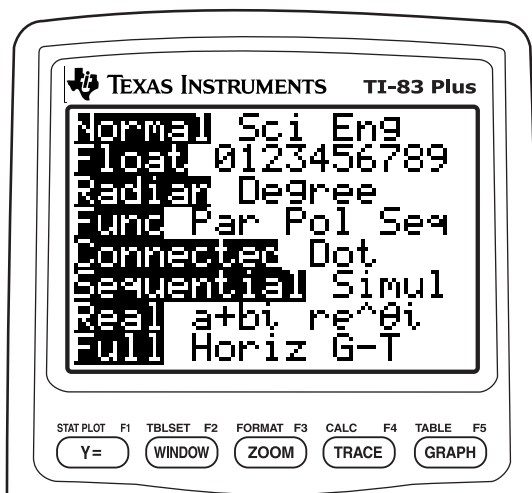 TEXAS INSTRUMENTS TI-83 Plus
Normal Sci Eng
Float 0123456789
Radian Degree
Func Par Pol Seq
Connected Dot
Sequential Simul
Real a+bi re^θi
Full Horiz G-T
STAT PLOT F1 TBLSET F2 FORMAT F3 CALC F4 TABLE F5
Y= WINDOW ZOOM TRACE GRAPH